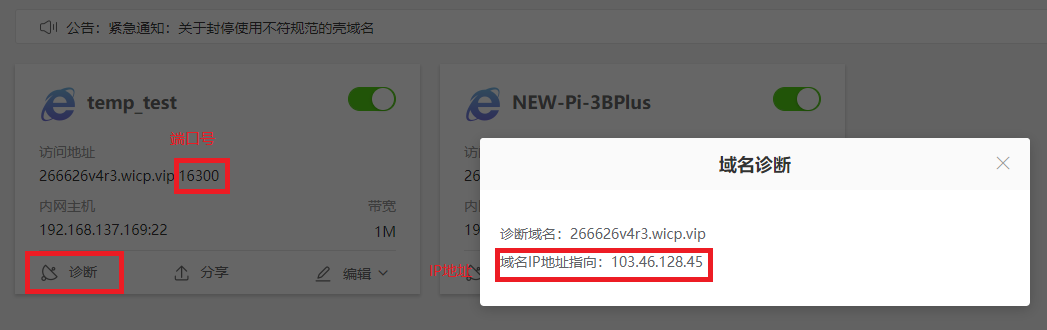 公告：紧急通知：关于封停使用不符规范的壳域名
temp_test
端口号
访问地址
266626v4r3.wicp.vip:16300
内网主机
带宽
192.168.137.169:22
1M
诊断
分享
编辑
NEW-Pi-3BPlus
访
26
内
19
IP地址
域名诊断
诊断域名：266626v4r3.wicp.vip
域名IP地址指向：103.46.128.45